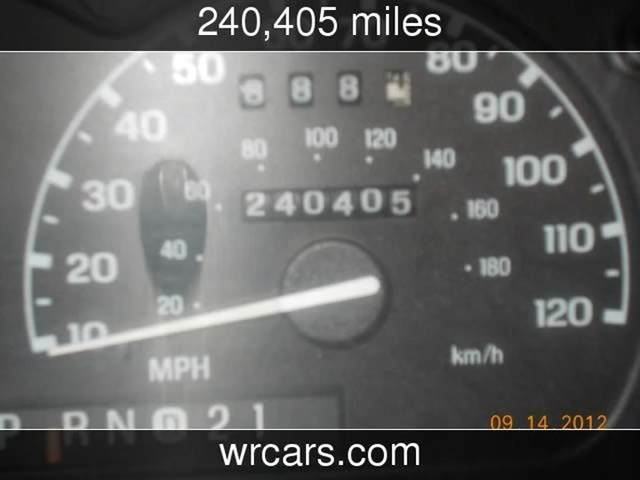 240,405 miles
50 80
8 8 8
40 90
80 100 120
140
30 60 100
240405 160
110
20 40 180
20 120
10
MPH km/h
P R N D 2 1
09.14.2012
wrcars.com